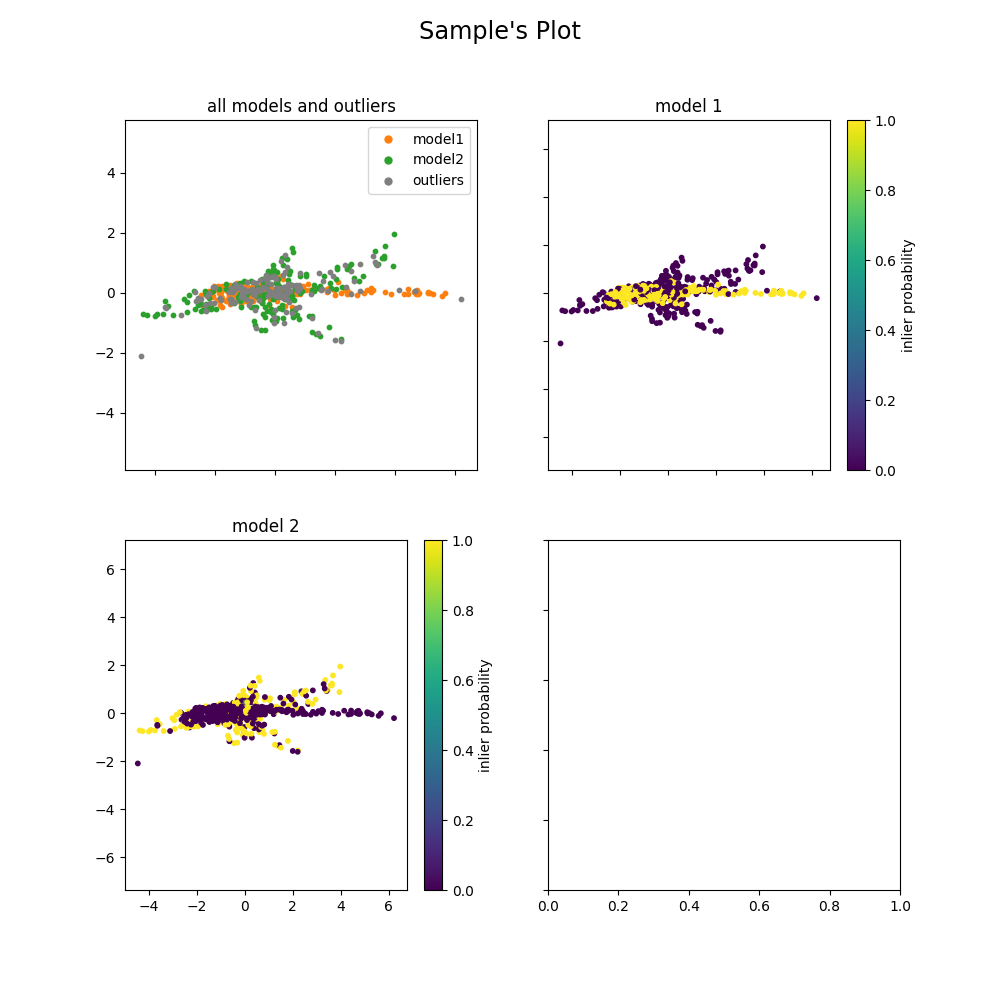 Sample's Plot
all models and outliers
model1
model2
outliers
4
2
0
−2
−4
model 1
1.0
0.8
0.6
0.4
0.2
0.0
inlier probability
model 2
6
4
2
0
−2
−4
−6
−4 −2 0 2 4 6
1.0
0.8
0.6
0.4
0.2
0.0
inlier probability
0.0 0.2 0.4 0.6 0.8 1.0